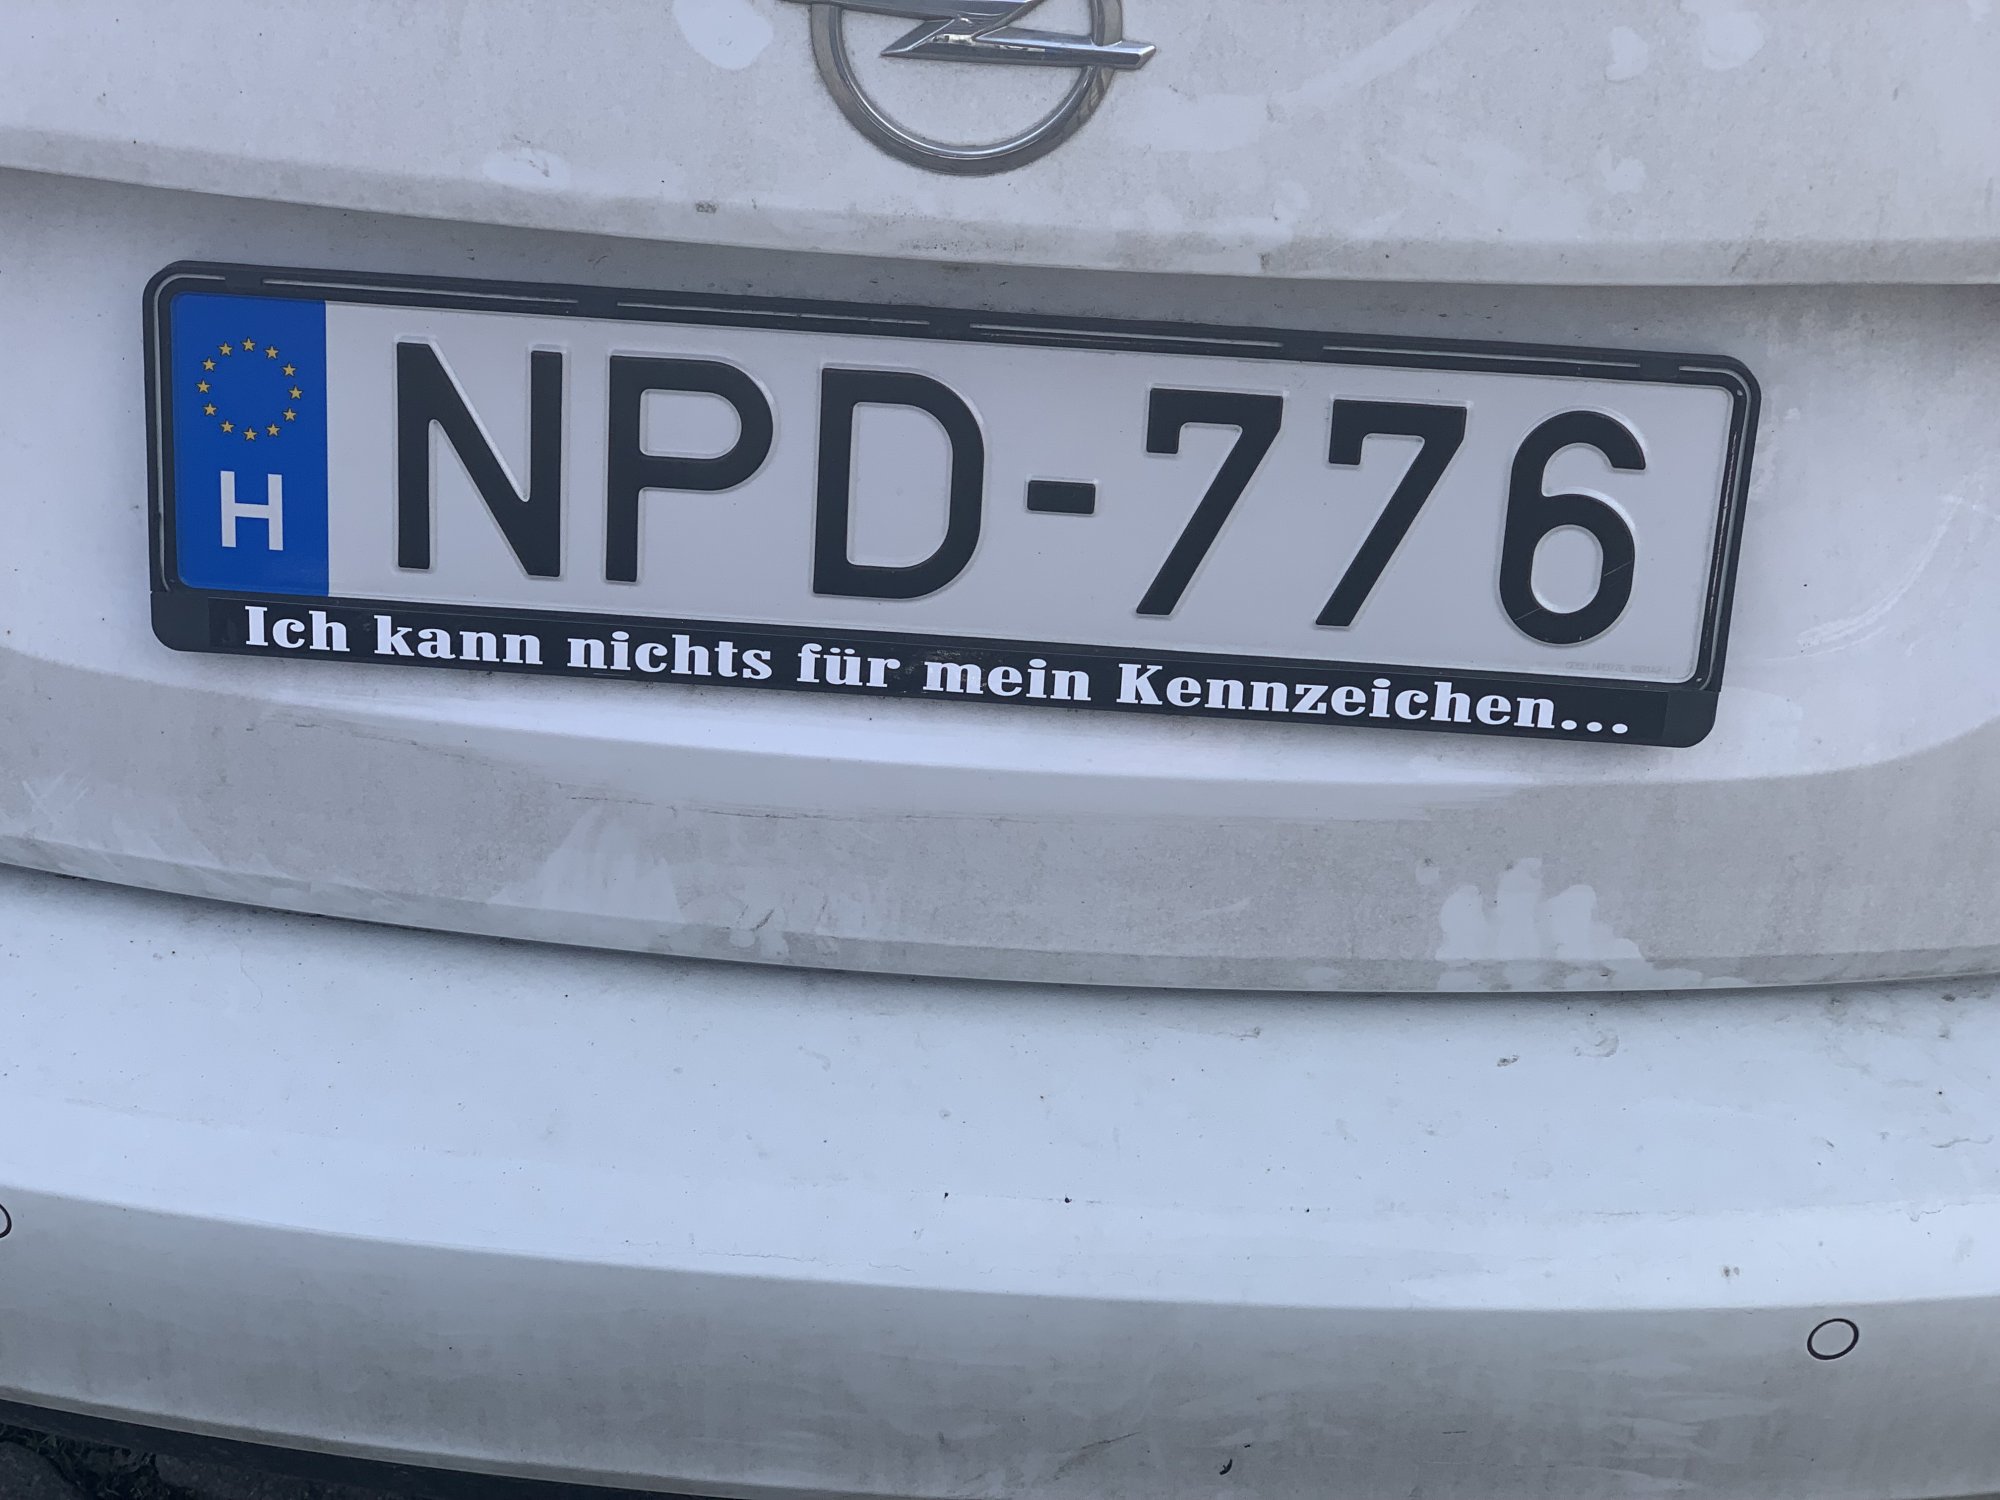 H
NPD-776
Ich kann nichts für mein Kennzeichen...